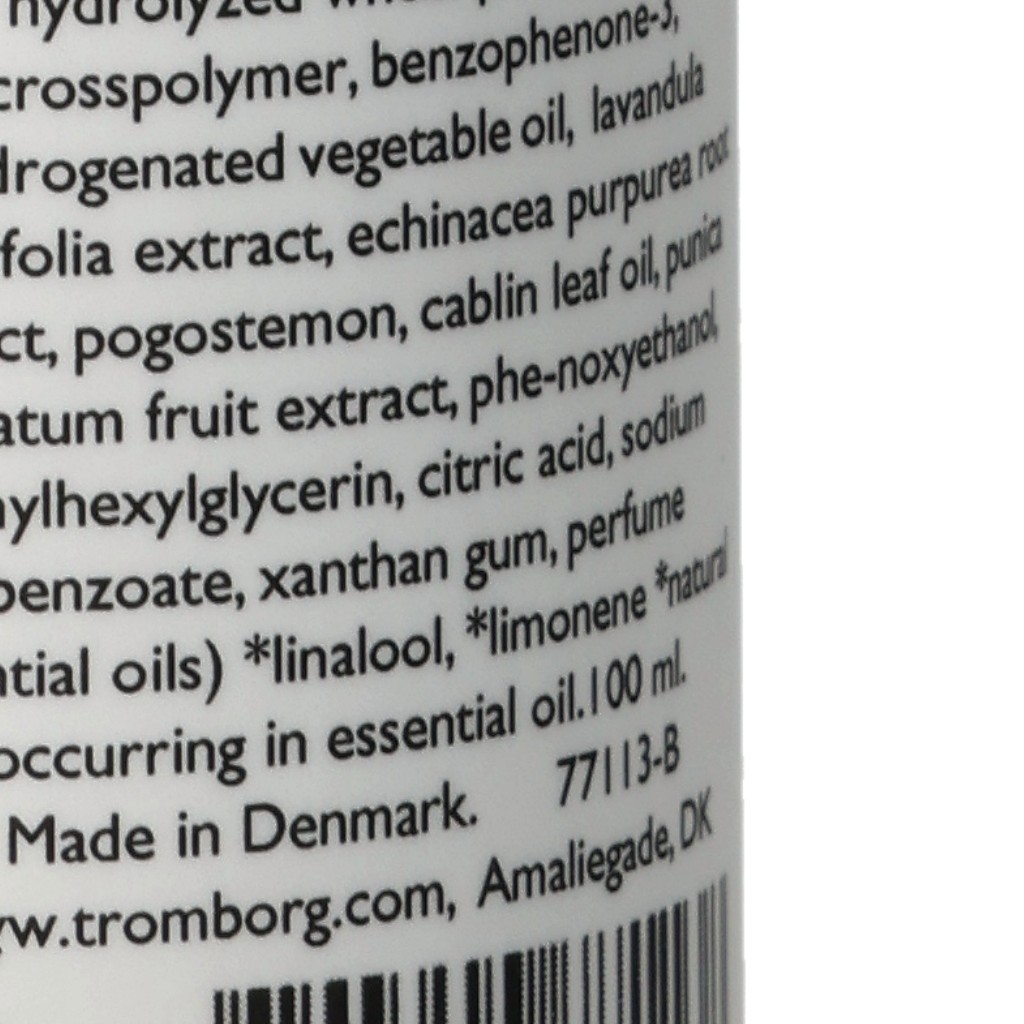 hydrolyzed
crosspolymer, benzophenone-3,
drogenated vegetable oil, lavandula
folia extract, echinacea purpurea root
ct, pogostemon, cablin leaf oil, punica
atum fruit extract, phe-noxyethanol,
hylhexylglycerin, citric acid, sodium
benzoate, xanthan gum, perfume
ntial oils) *linalool, *limonene *natural
occurring in essential oil.100 ml.
Made in Denmark. 77113-B
w.tromborg.com, Amaliegade, DK